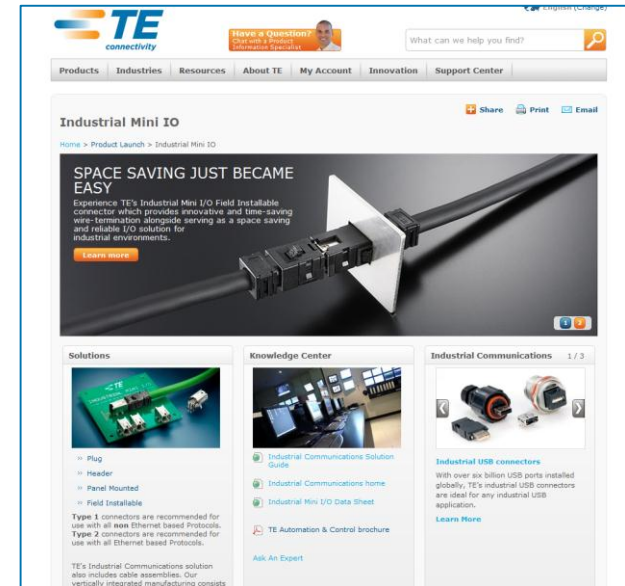 English (Change)
TE
connectivity
Have a Question?
Chat with a Product
Information Specialist
What can we help you find?
Products Industries Resources About TE My Account Innovation Support Center
Share Print Email
Industrial Mini IO
Home > Product Launch > Industrial Mini IO
SPACE SAVING JUST BECAME
EASY
Experience TE's Industrial Mini I/O Field Installable
connector which provides innovative and time-saving
wire-termination alongside serving as a space saving
and reliable I/O solution for
industrial environments.
Learn more
1 2
Solutions
TE
INDUSTRIAL MINI I/O
» Plug
» Header
» Panel Mounted
» Field Installable
Type 1 connectors are recommended for
use with all non Ethernet based Protocols.
Type 2 connectors are recommended for
use with all Ethernet based Protocols.
TE's Industrial Communications solution
also includes cable assemblies. Our
vertically integrated manufacturing consists
Knowledge Center
Industrial Communications Solution
Guide
Industrial Communications home
Industrial Mini I/O Data Sheet
TE Automation & Control brochure
Ask An Expert
Industrial Communications 1 / 3
Industrial USB connectors
With over six billion USB ports installed
globally, TE's industrial USB connectors
are ideal for any industrial USB
application.
Learn More